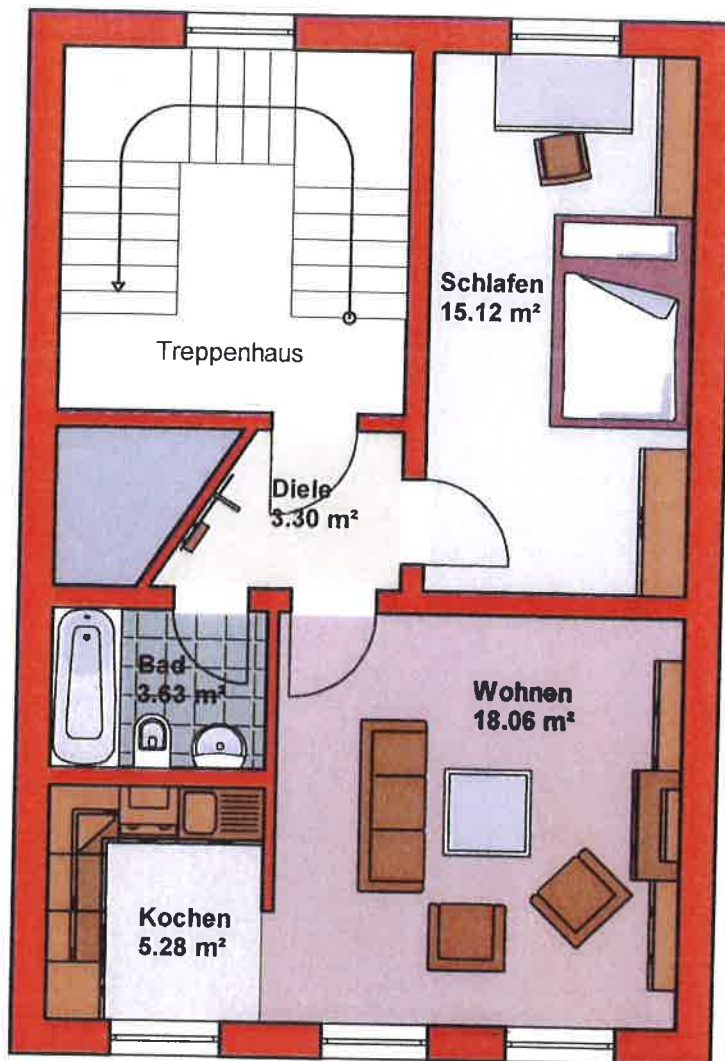 Schlafen
15.12 m²
Treppenhaus
Diele
3.30 m²
Bad
3.63 m²
Wohnen
18.06 m²
Kochen
5.28 m²